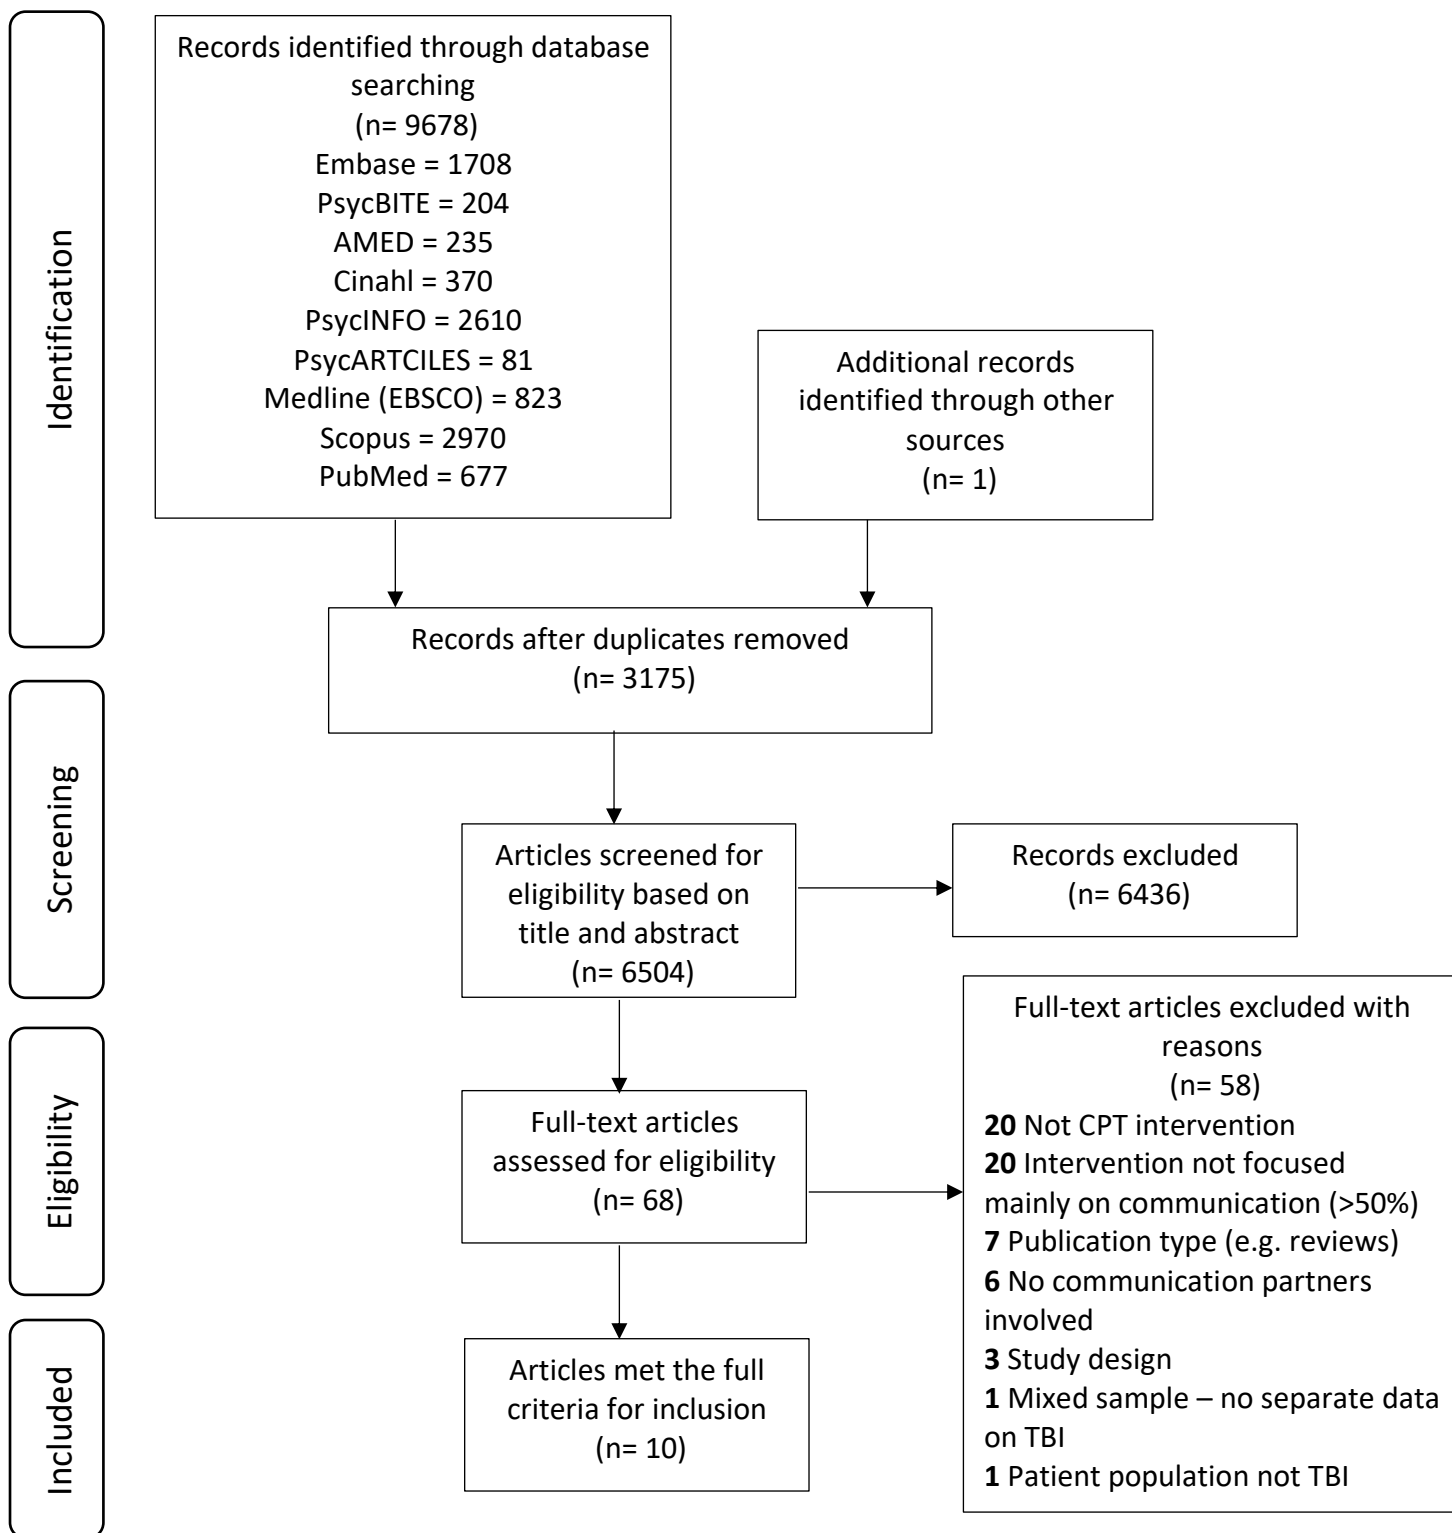 Identification
Records identified through database
searching
(n= 9678)
Embase = 1708
PsycBITE = 204
AMED = 235
Cinahl = 370
PsycINFO = 2610
PsycARTCILES = 81
Medline (EBSCO) = 823
Scopus = 2970
PubMed = 677
Additional records
identified through other
sources
(n= 1)
Records after duplicates removed
(n= 3175)
Screening
Articles screened for
eligibility based on
title and abstract
(n= 6504)
Records excluded
(n= 6436)
Eligibility
Full-text articles
assessed for eligibility
(n= 68)
Full-text articles excluded with
reasons
(n= 58)
20 Not CPT intervention
20 Intervention not focused
mainly on communication (>50%)
7 Publication type (e.g. reviews)
6 No communication partners
involved
3 Study design
1 Mixed sample – no separate data
on TBI
1 Patient population not TBI
Included
Articles met the full
criteria for inclusion
(n= 10)